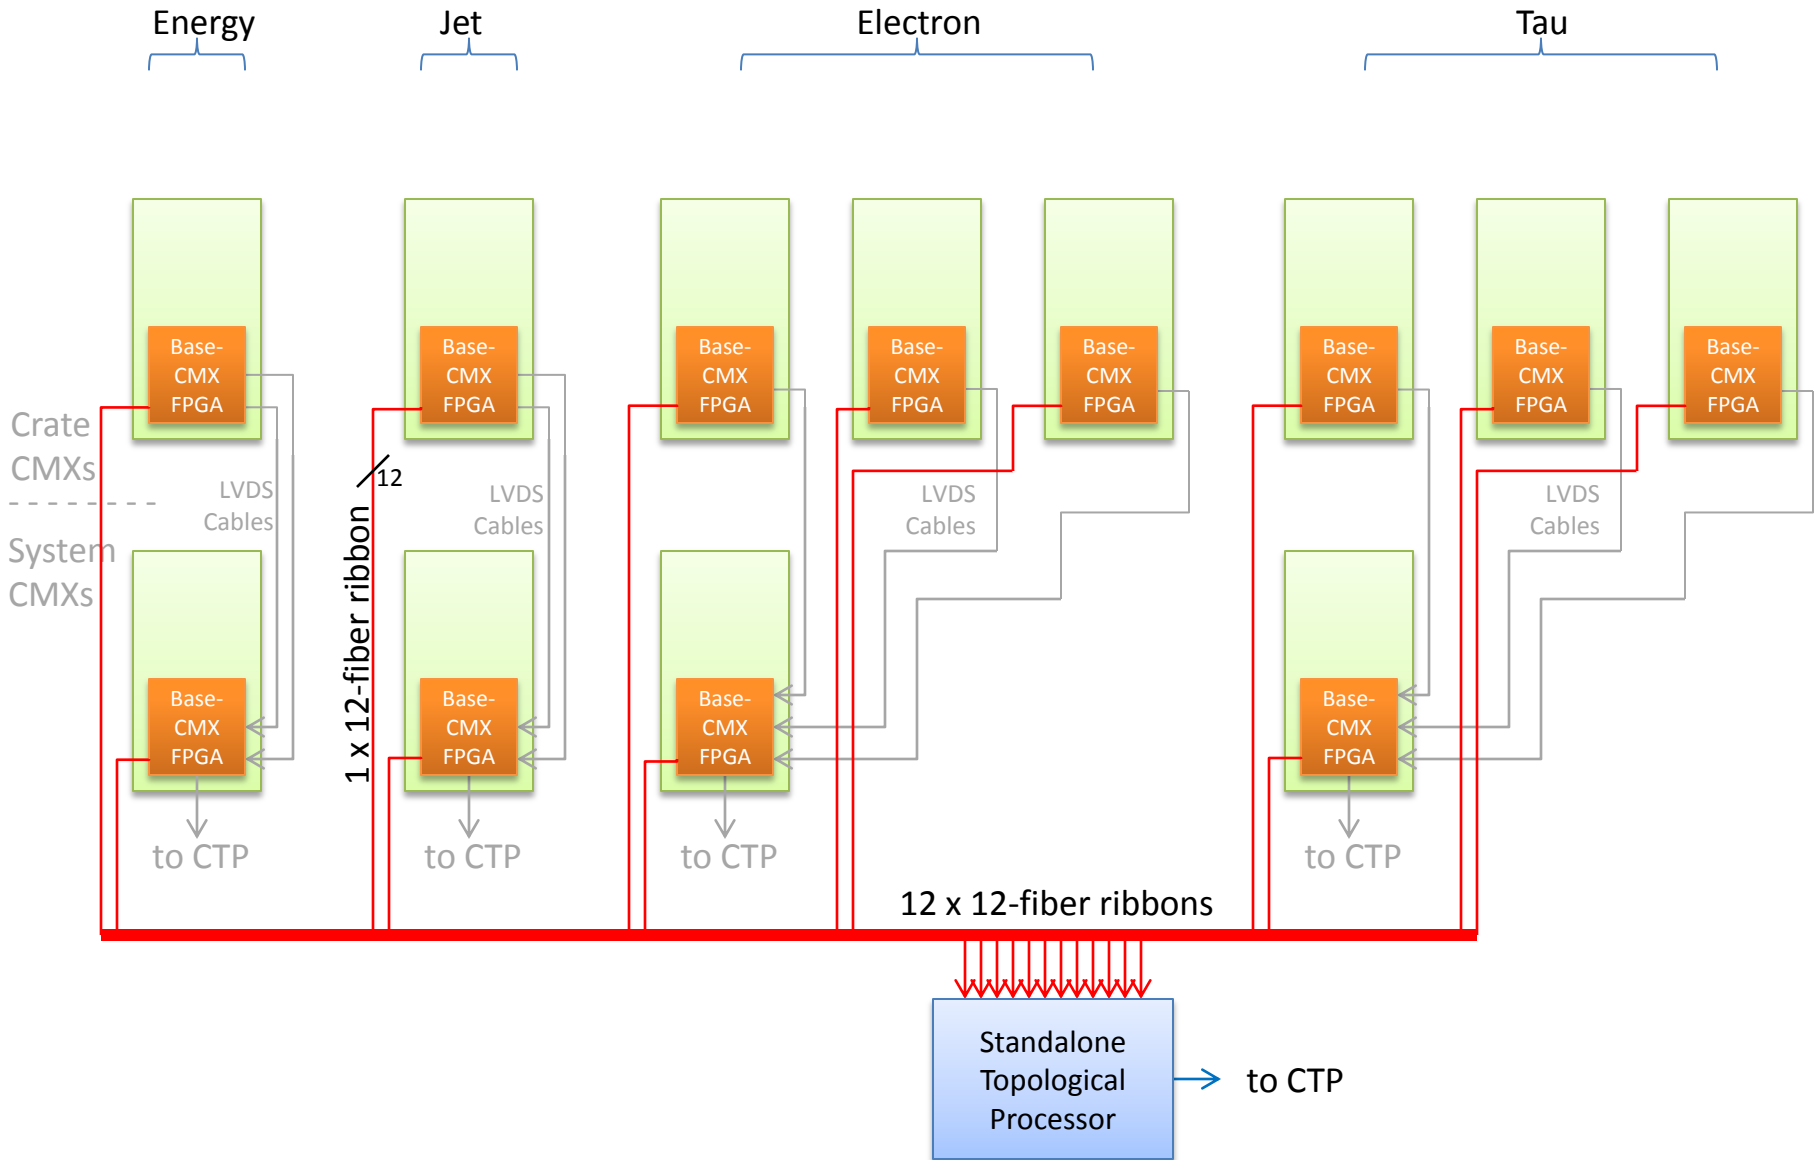 Energy
Jet
Electron
Tau
Base-
CMX
FPGA
Base-
CMX
FPGA
Base-
CMX
FPGA
Base-
CMX
FPGA
Base-
CMX
FPGA
Base-
CMX
FPGA
Base-
CMX
FPGA
Base-
CMX
FPGA
Crate
CMXs
System
CMXs
LVDS
Cables
12
1 x 12-fiber ribbon
LVDS
Cables
LVDS
Cables
LVDS
Cables
Base-
CMX
FPGA
Base-
CMX
FPGA
Base-
CMX
FPGA
Base-
CMX
FPGA
to CTP
to CTP
to CTP
to CTP
12 x 12-fiber ribbons
Standalone
Topological
Processor
to CTP